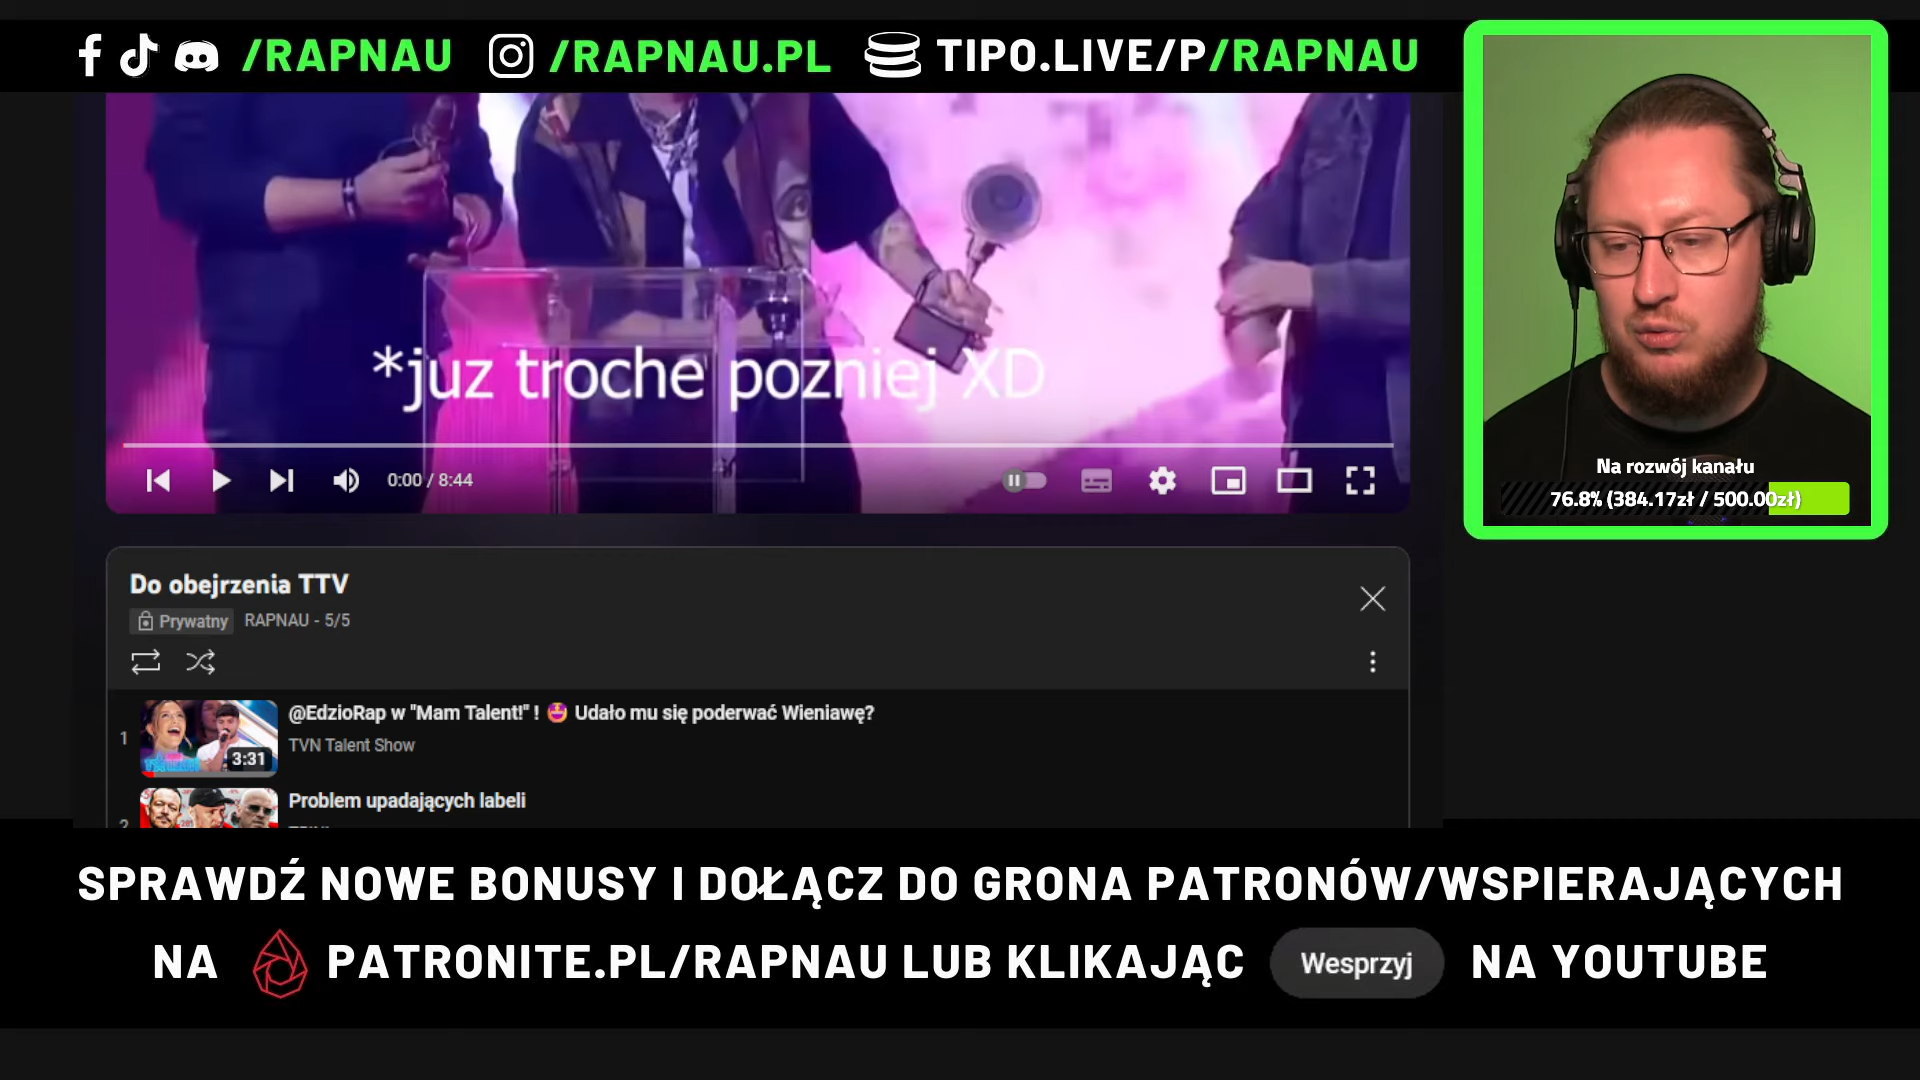 /RAPNAU /RAPNAU.PL TIPO.LIVE/P/RAPNAU
*juz troche pozniej XD
0:00 / 8:44
Na rozwój kanału
76.8% (384.17zł / 500.00zł)
Do obejrzenia TTV
Prywatny RAPNAU - 5/5
1
3:31
@EdzioRap w "Mam Talent!" ! 🤩 Udało mu się poderwać Wieniawę?
TVN Talent Show
2
Problem upadających labeli
SPRAWDŹ NOWE BONUSY I DOŁĄCZ DO GRONA PATRONÓW/WSPIERAJĄCYCH
NA PATRONITE.PL/RAPNAU LUB KLIKAJĄC Wesprzyj NA YOUTUBE